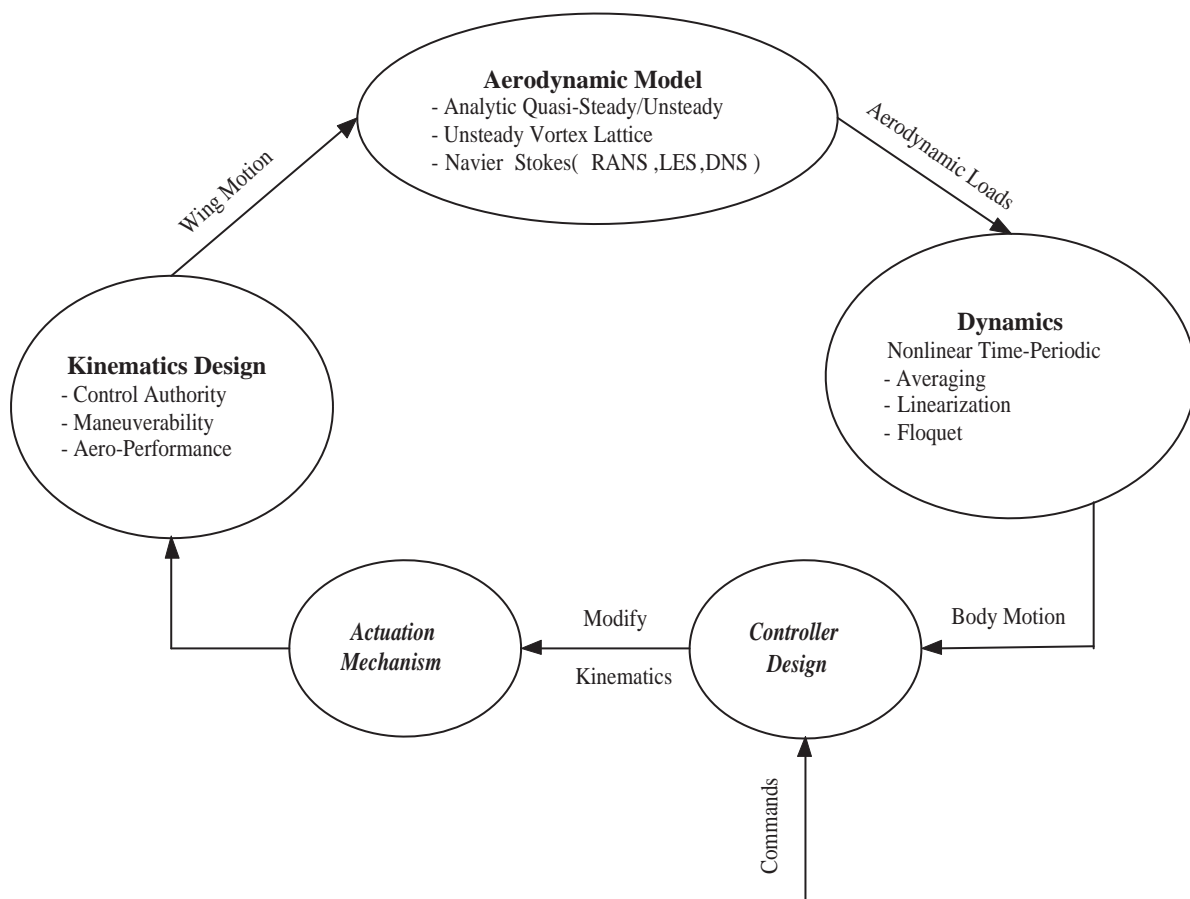 Aerodynamic Model
- Analytic Quasi-Steady/Unsteady
- Unsteady Vortex Lattice
- Navier Stokes( RANS ,LES,DNS )
Wing Motion
Aerodynamic Loads
Kinematics Design
- Control Authority
- Maneuverability
- Aero-Performance
Dynamics
Nonlinear Time-Periodic
- Averaging
- Linearization
- Floquet
Actuation
Mechanism
Modify
Kinematics
Controller
Design
Body Motion
Commands